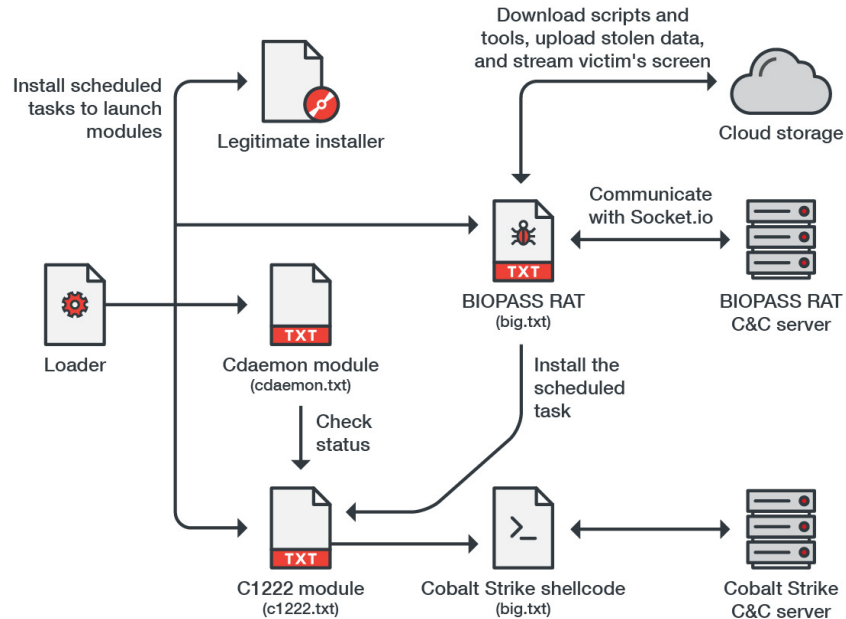 Download scripts and
tools, upload stolen data,
and stream victim's screen
Install scheduled
tasks to launch
modules
Legitimate installer
Cloud storage
Communicate
with Socket.io
TXT
BIOPASS RAT
(big.txt)
BIOPASS RAT
C&C server
Loader
TXT
Cdaemon module
(cdaemon.txt)
Install the
scheduled
task
Check
status
TXT
C1222 module
(c1222.txt)
Cobalt Strike shellcode
(big.txt)
Cobalt Strike
C&C server